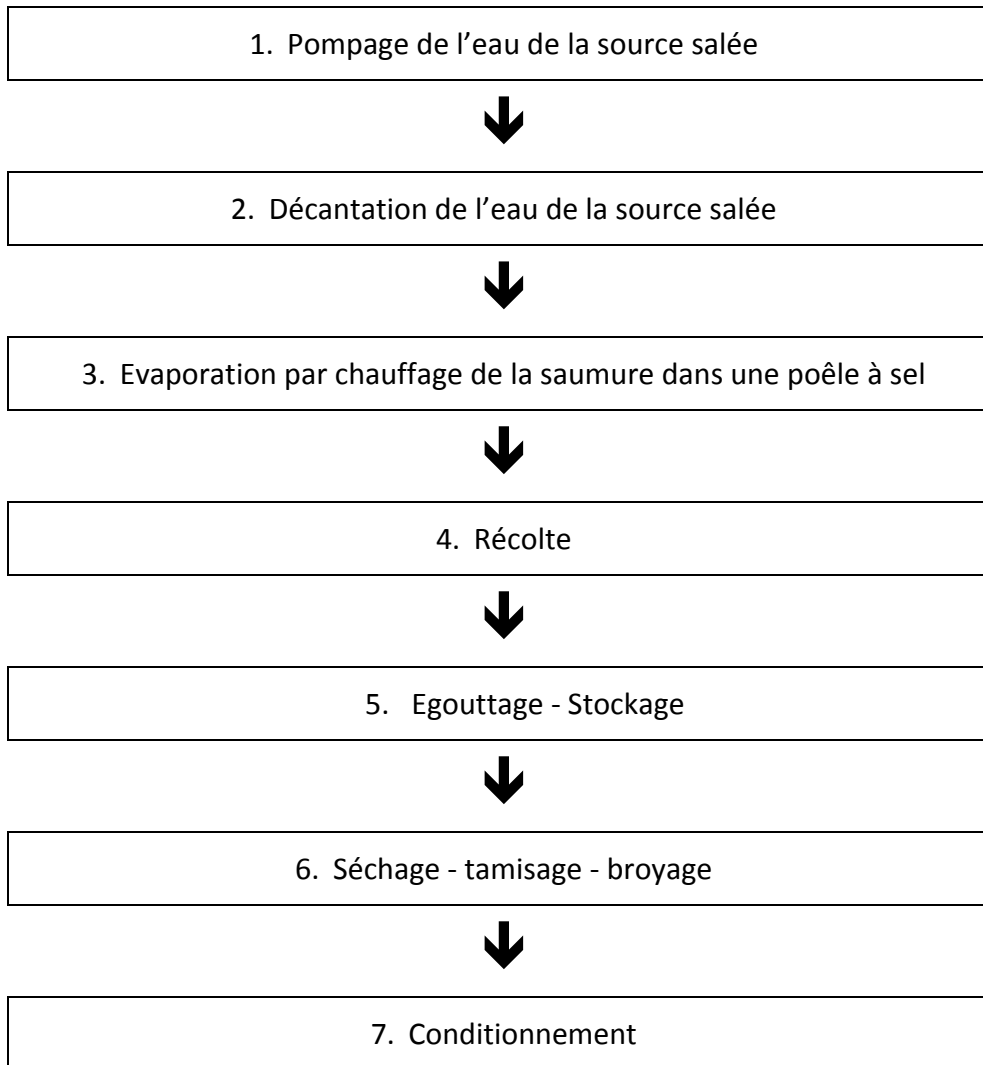 1. Pompage de l’eau de la source salée
2. Décantation de l’eau de la source salée
3. Evaporation par chauffage de la saumure dans une poêle à sel
4. Récolte
5. Egouttage - Stockage
6. Séchage - tamisage - broyage
7. Conditionnement